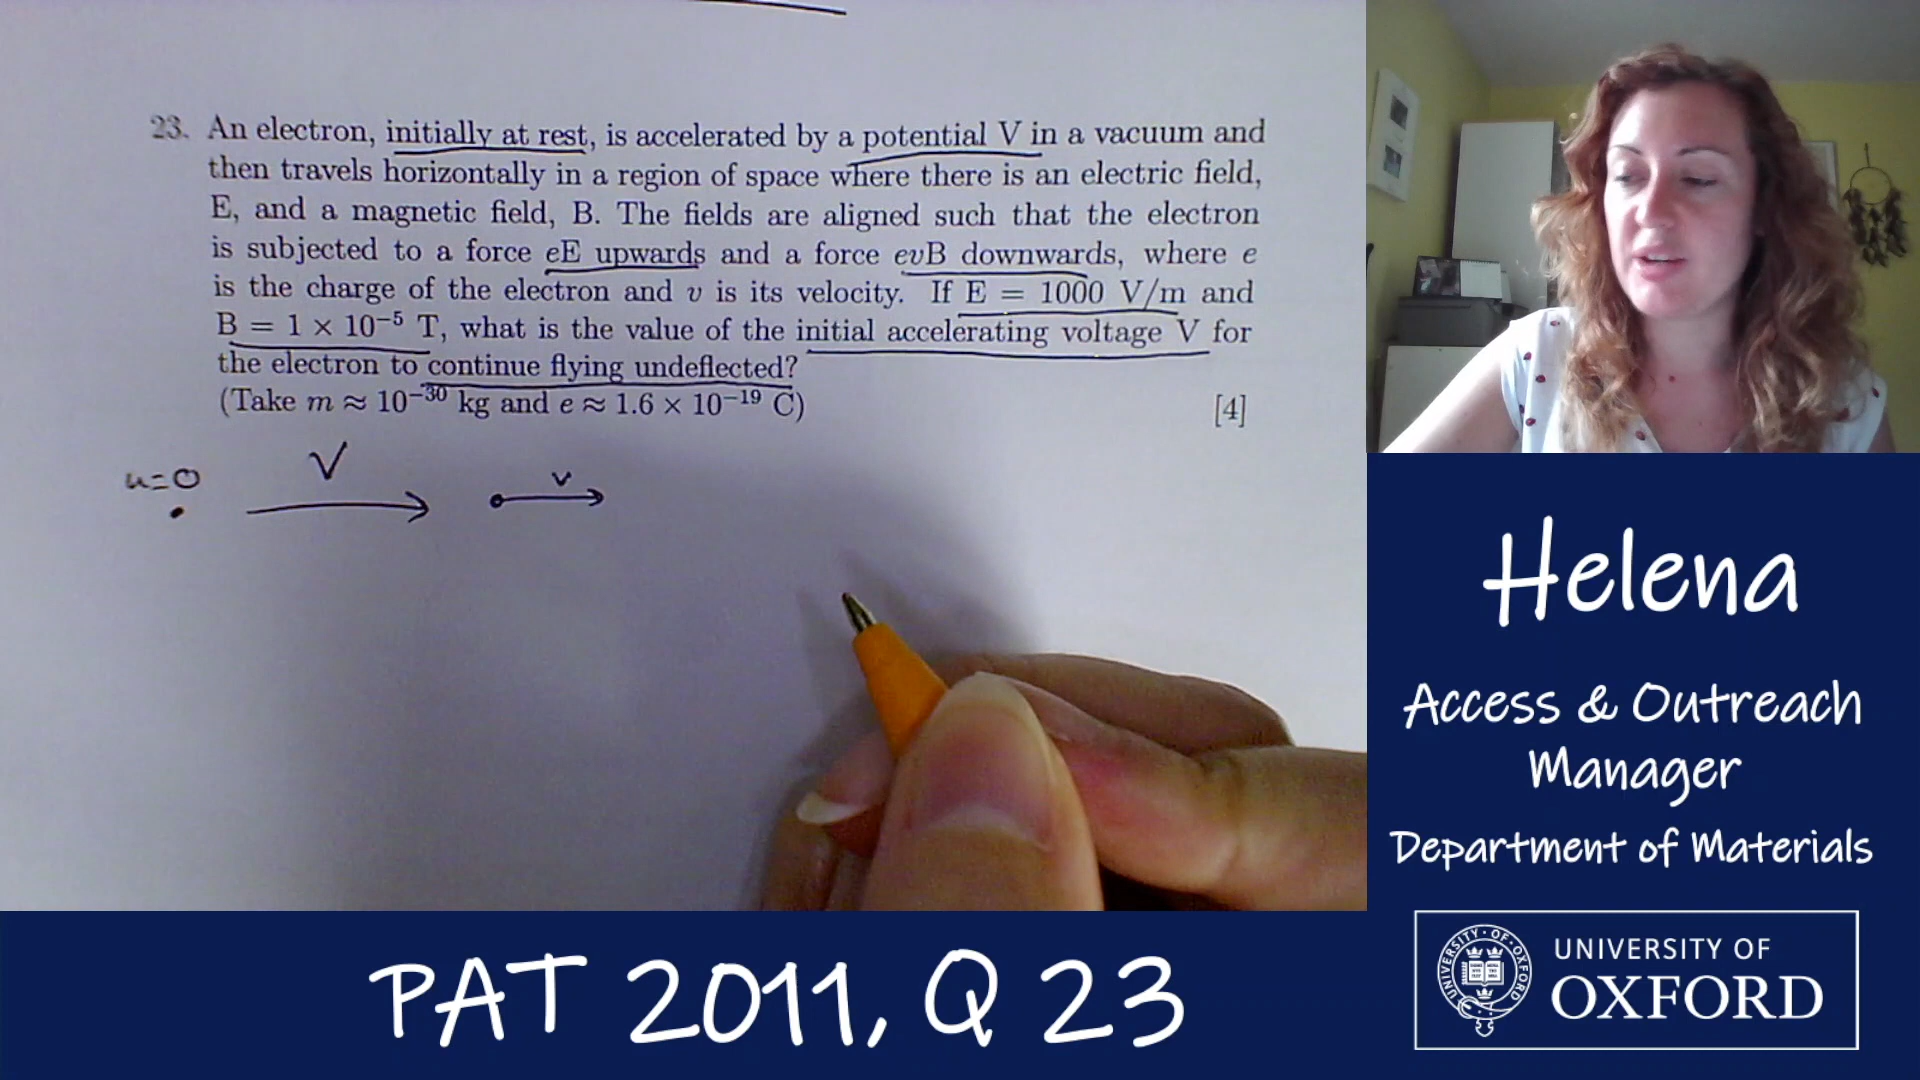 23. An electron, initially at rest, is accelerated by a potential V in a vacuum and
then travels horizontally in a region of space where there is an electric field,
E, and a magnetic field, B. The fields are aligned such that the electron
is subjected to a force eE upwards and a force evB downwards, where e
is the charge of the electron and v is its velocity. If E = 1000 V/m and
B = 1 × 10⁻⁵ T, what is the value of the initial accelerating voltage V for
the electron to continue flying undeflected?
(Take m ≈ 10⁻³⁰ kg and e ≈ 1.6 × 10⁻¹⁹ C) [4]
u=0 V v
Helena
Access & Outreach
Manager
Department of Materials
UNIVERSITY OF
OXFORD
PAT 2011, Q 23